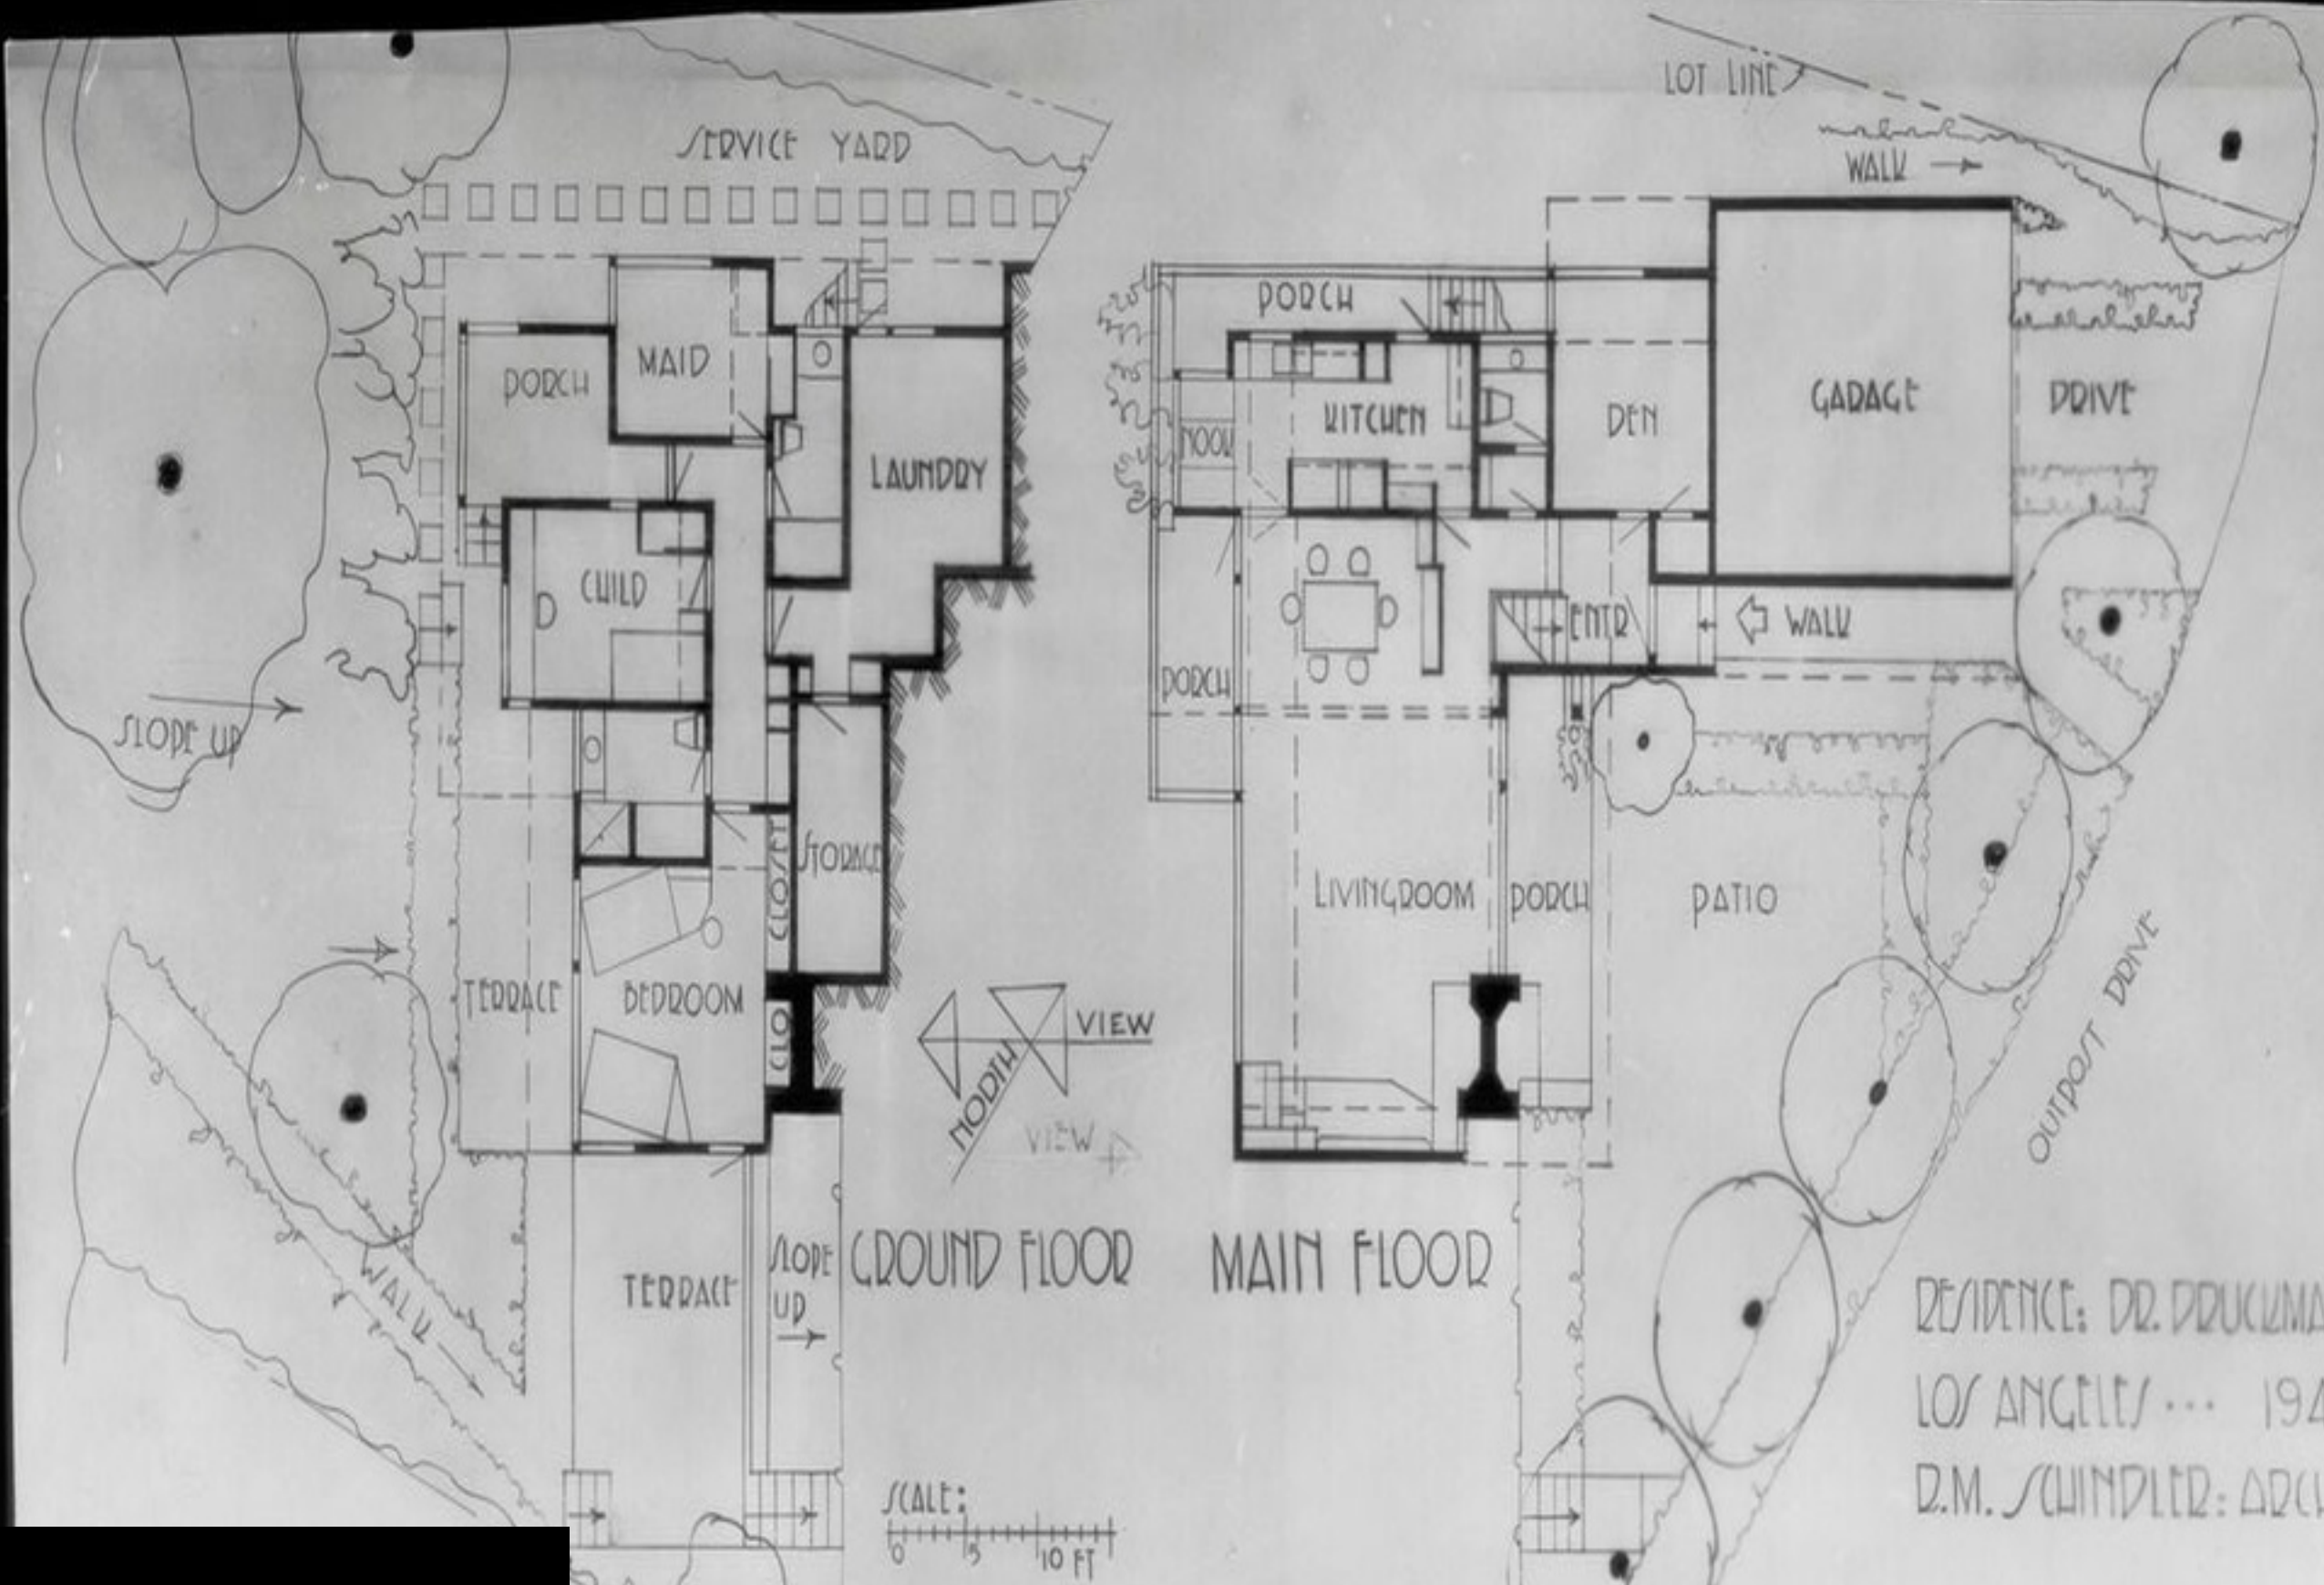 LOT LINE
SERVICE YARD
WALK
PORCH
MAID
PORCH
KITCHEN
NOOK
DEN
GARAGE
DRIVE
LAUNDRY
CHILD
ENTR
WALK
PORCH
SLOPE UP
CLOSET
STORAGE
LIVINGROOM
PORCH
PATIO
TERRACE
BEDROOM
CLO
VIEW
NORTH
VIEW
OUTPOST DRIVE
WALK
TERRACE
SLOPE
UP
GROUND FLOOR
MAIN FLOOR
RESIDENCE: DR. DRUCKMA
LOS ANGELES ... 194
R.M. SCHINDLER: ARCH
SCALE:
0 5 10 FT